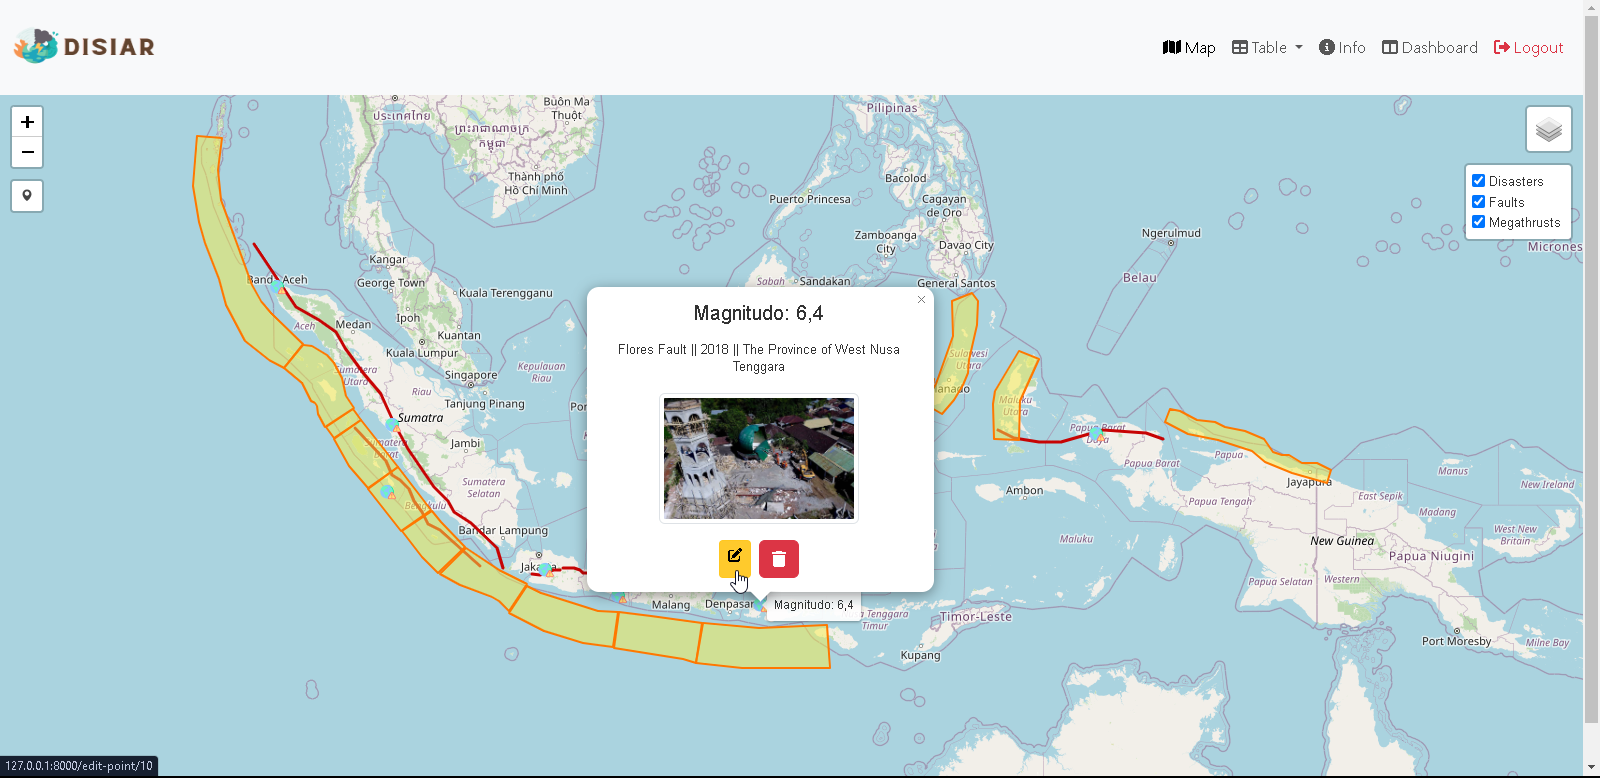 DISIAR
Map
Table
Info
Dashboard
Logout
+
−
Disasters
Faults
Megathrusts
Buôn Ma
Thuột
ประเทศไทย
ព្រះរាជាណាចក្រ
កម្ពុជា
Thành phố
Hồ Chí Minh
Pilipinas
Bacolod
Puerto Princesa
Cagayan
de Oro
Zamboanga
City
Davao City
General Santos
Ngerulmud
Belau
Micrones
Sabah
Sandakan
Band
Aceh
Aceh
Medan
Kangar
George Town
Kuala Terengganu
Ipoh
Kuantan
Kuala Lumpur
Sumatera
Utara
Riau
Singapore
Kepulauan
Riau
Tanjung Pinang
Sumatra
Jambi
Sumatera
Barat
Sumatera
Selatan
Bengkulu
Bandar Lampung
Jaka
Magnitudo: 6,4
×
Flores Fault || 2018 || The Province of West Nusa
Tenggara
Malang
Denpasar
Magnitudo: 6,4
a Tenggara
Timur
Timor-Leste
Kupang
Sulawesi
Utara
anado
Maluku
Utara
Papua Barat
Daya
Papua Barat
Papua
Jayapura
Ambon
Papua Tengah
Maluku
East Sepik
Manus
New Ireland
Madang
West New
Britain
New Guinea
Papua Niugini
Papua Selatan
Western
Port Moresby
Milne Bay
127.0.0.1:8000/edit-point/10